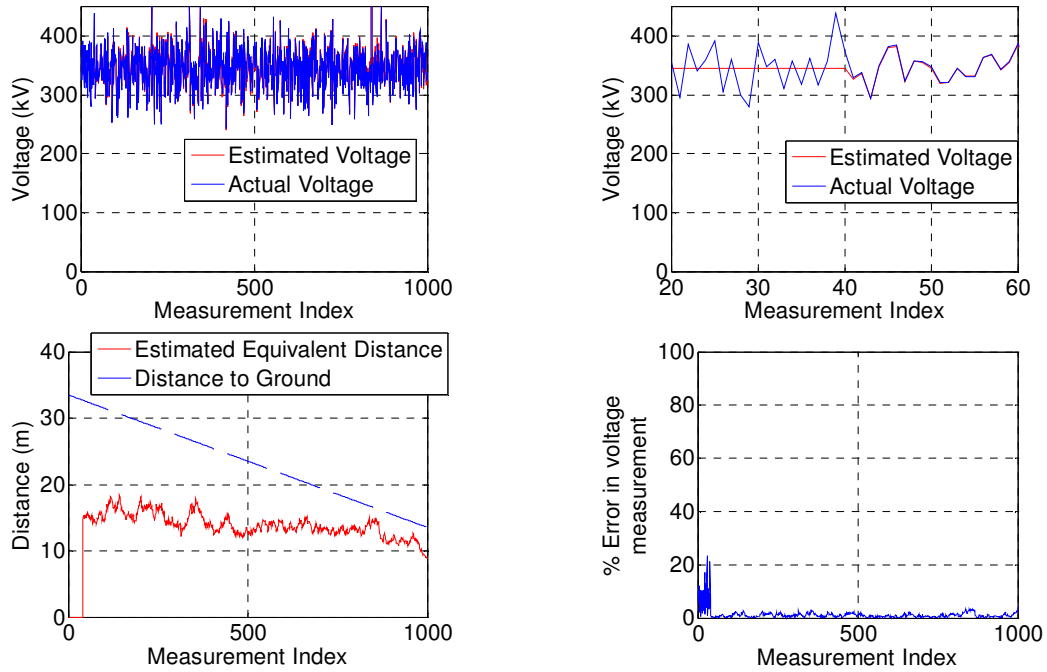 400
300
200
100
0
0
500
1000
Voltage (kV)
Measurement Index
Estimated Voltage
Actual Voltage
400
300
200
100
0
20
30
40
50
60
Voltage (kV)
Measurement Index
Estimated Voltage
Actual Voltage
40
30
20
10
0
0
500
1000
Distance (m)
Measurement Index
Estimated Equivalent Distance
Distance to Ground
100
80
60
40
20
0
0
500
1000
% Error in voltage
measurement
Measurement Index